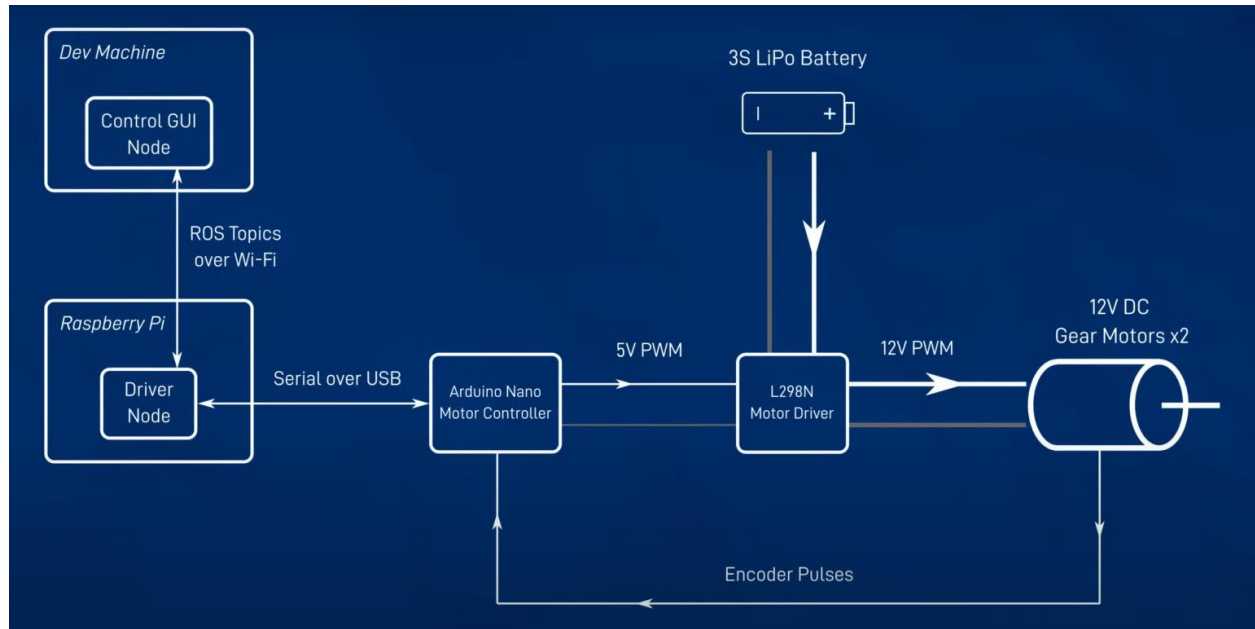 Dev Machine
Control GUI
Node
ROS Topics
over Wi-Fi
Raspberry Pi
Driver
Node
Serial over USB
Arduino Nano
Motor Controller
5V PWM
3S LiPo Battery
L298N
Motor Driver
12V PWM
12V DC
Gear Motors x2
Encoder Pulses